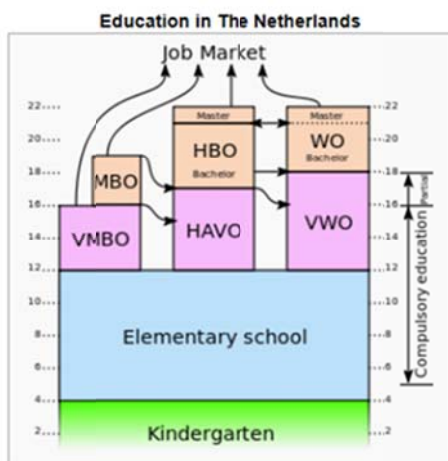 Education in The Netherlands
Job Market
22.... Master Master ....22
20.... HBO WO ....20
Bachelor
18.... MBO Bachelor ....18
Partial
16.... ....16
14.... VMBO HAVO VWO ....14
12.... ....12
10.... ....10
8.... Elementary school ....8
6.... ....6
4.... ....4
2.... Kindergarten ....2
Compulsory education